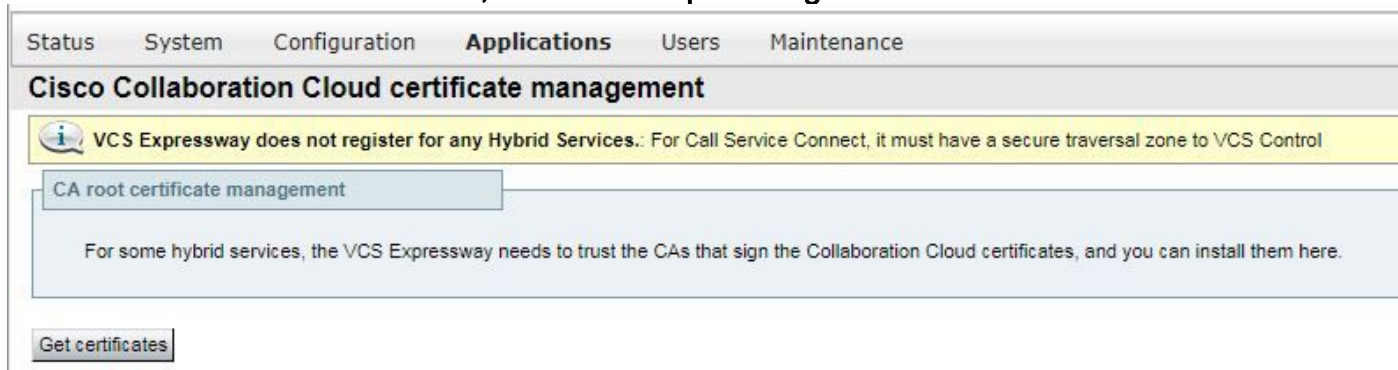 Status System Configuration Applications Users Maintenance
Cisco Collaboration Cloud certificate management
VCS Expressway does not register for any Hybrid Services.: For Call Service Connect, it must have a secure traversal zone to VCS Control
CA root certificate management
For some hybrid services, the VCS Expressway needs to trust the CAs that sign the Collaboration Cloud certificates, and you can install them here.
Get certificates